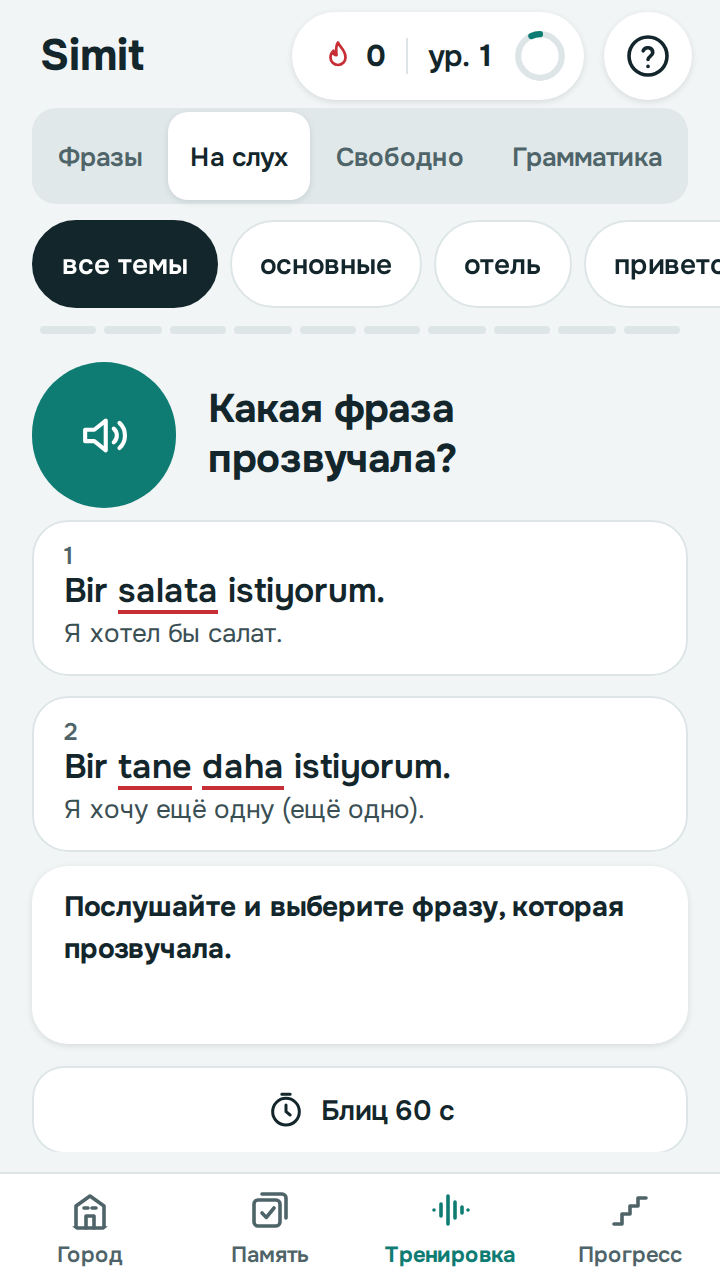 Simit
0
ур. 1
Фразы
На слух
Свободно
Грамматика
все темы
основные
отель
приветс
Какая фраза
прозвучала?
1
Bir salata istiyorum.
Я хотел бы салат.
2
Bir tane daha istiyorum.
Я хочу ещё одну (ещё одно).
Послушайте и выберите фразу, которая
прозвучала.
Блиц 60 с
Город
Память
Тренировка
Прогресс